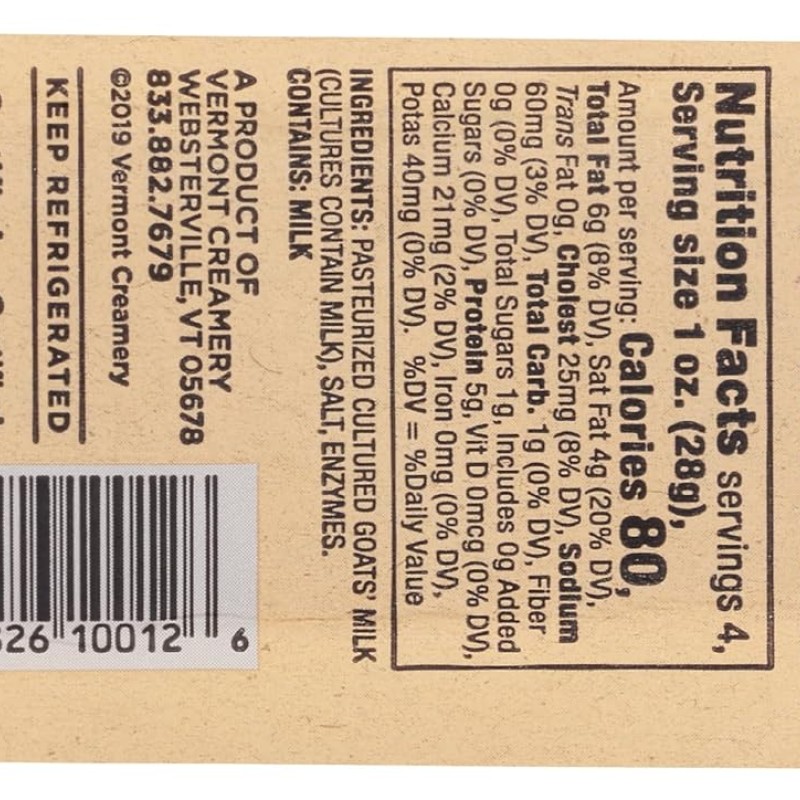 Nutrition Facts servings 4,
Serving size 1 oz. (28g),
Amount per serving: Calories 80,
Total Fat 6g (8% DV), Sat Fat 4g (20% DV),
Trans Fat 0g, Cholest 25mg (8% DV), Sodium
60mg (3% DV), Total Carb. 1g (0% DV), Fiber
0g (0% DV), Total Sugars 1g, Includes 0g Added
Sugars (0% DV), Protein 5g, Vit D 0mcg (0% DV),
Calcium 21mg (2% DV), Iron 0mg (0% DV),
Potas 40mg (0% DV). %DV = %Daily Value
INGREDIENTS: PASTEURIZED CULTURED GOATS' MILK
(CULTURES CONTAIN MILK), SALT, ENZYMES.
CONTAINS: MILK
A PRODUCT OF
VERMONT CREAMERY
WEBSTERVILLE, VT 05678
833.882.7679
©2019 Vermont Creamery
KEEP REFRIGERATED
26 10012 6